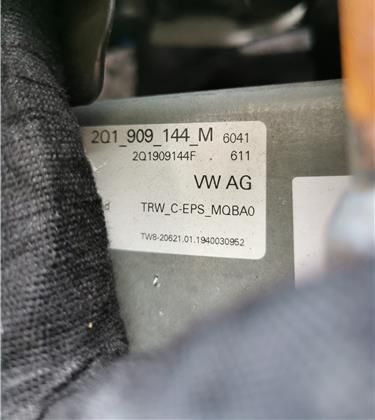 2Q1_909_144_M 6041
2Q1909144F 611
VW AG
TRW_C-EPS_MQBA0
TW8-20621.01.1940030952